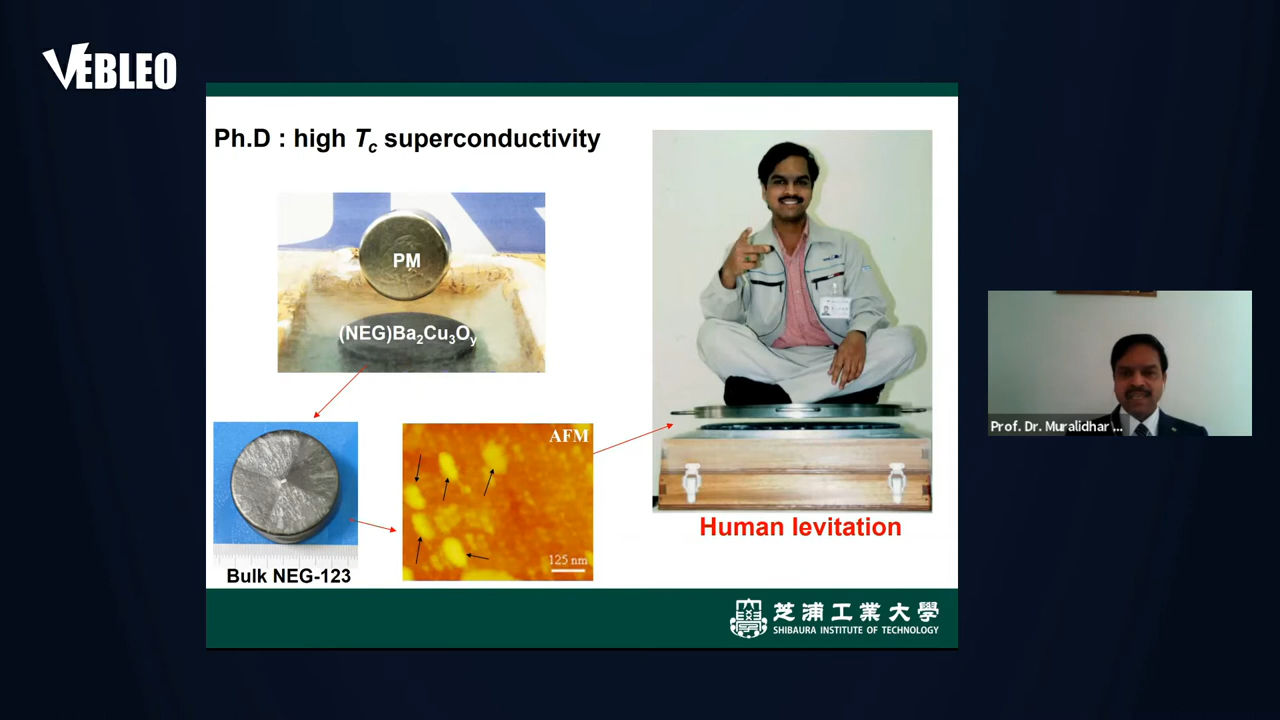 VEBLEO
Ph.D : high Tc superconductivity
PM
(NEG)Ba2Cu3Oy
AFM
125 nm
Bulk NEG-123
Human levitation
Prof. Dr. Muralidhar ...
芝浦工業大學
SHIBAURA INSTITUTE OF TECHNOLOGY